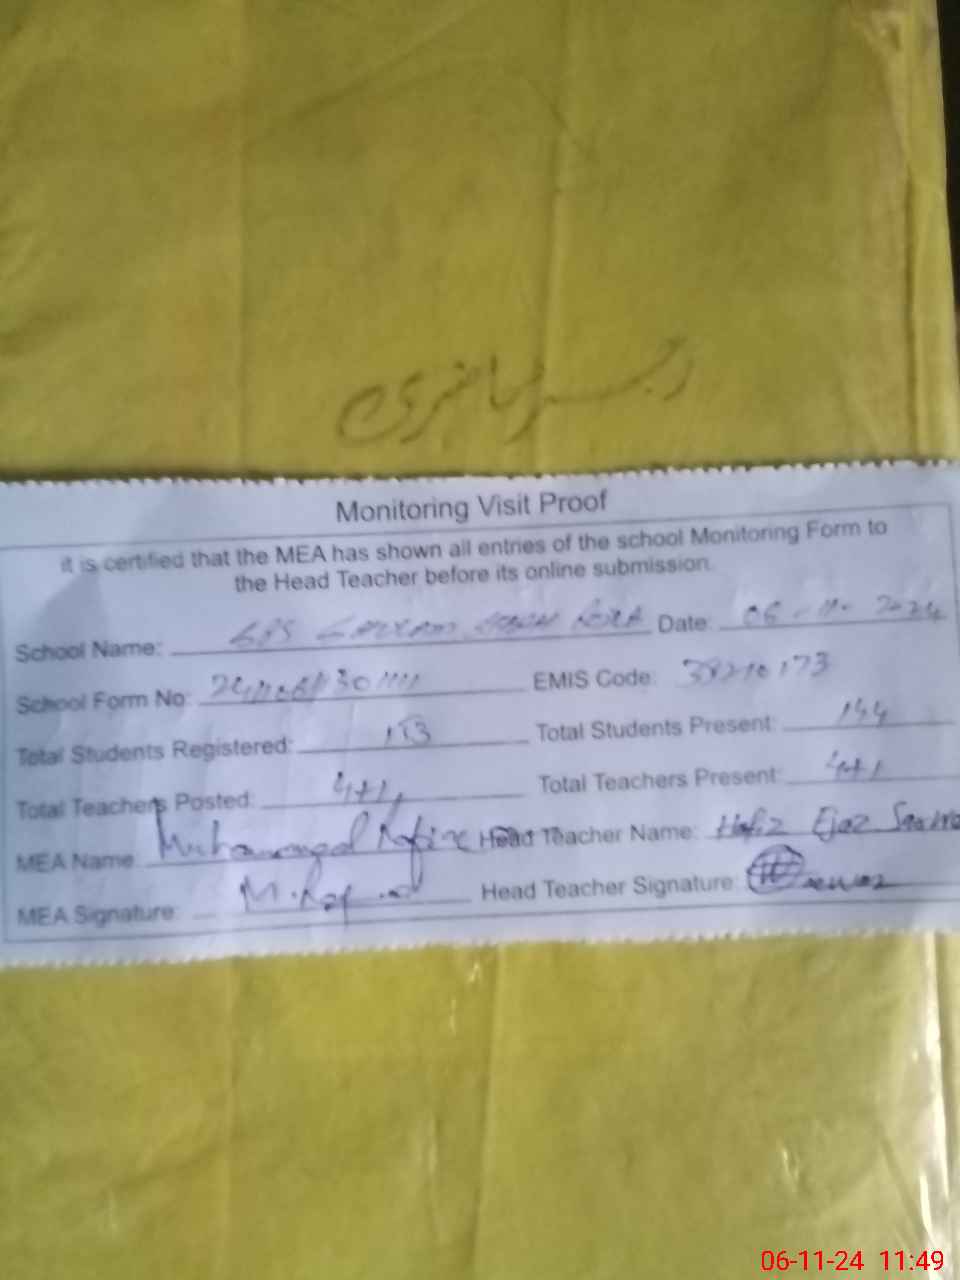 رجسٹر حاضری
Monitoring Visit Proof
it is certified that the MEA has shown all entries of the school Monitoring Form to
the Head Teacher before its online submission.
School Name: GPS Date: 06-11-2024
School Form No: EMIS Code: 38210173
Total Students Registered: 153 Total Students Present: 144
Total Teachers Posted: 4+1 Total Teachers Present: 4+1
MEA Name: Muhammad Head Teacher Name: Hafiz Ejaz
MEA Signature: Head Teacher Signature:
06-11-24 11:49